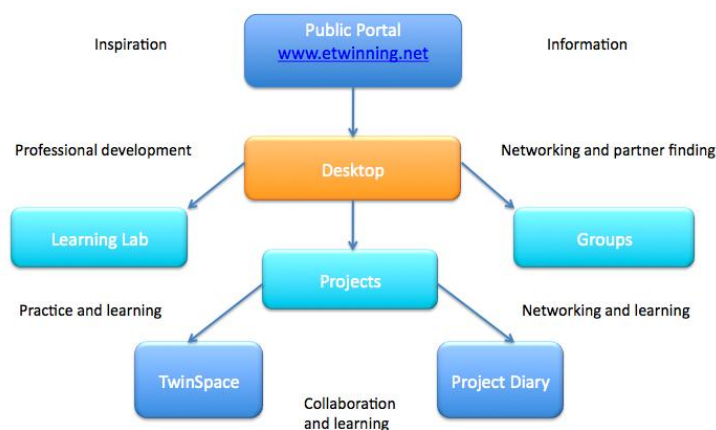 Inspiration
Public Portal
www.etwinning.net
Information
Professional development
Desktop
Networking and partner finding
Learning Lab
Projects
Groups
Practice and learning
Networking and learning
TwinSpace
Project Diary
Collaboration
and learning